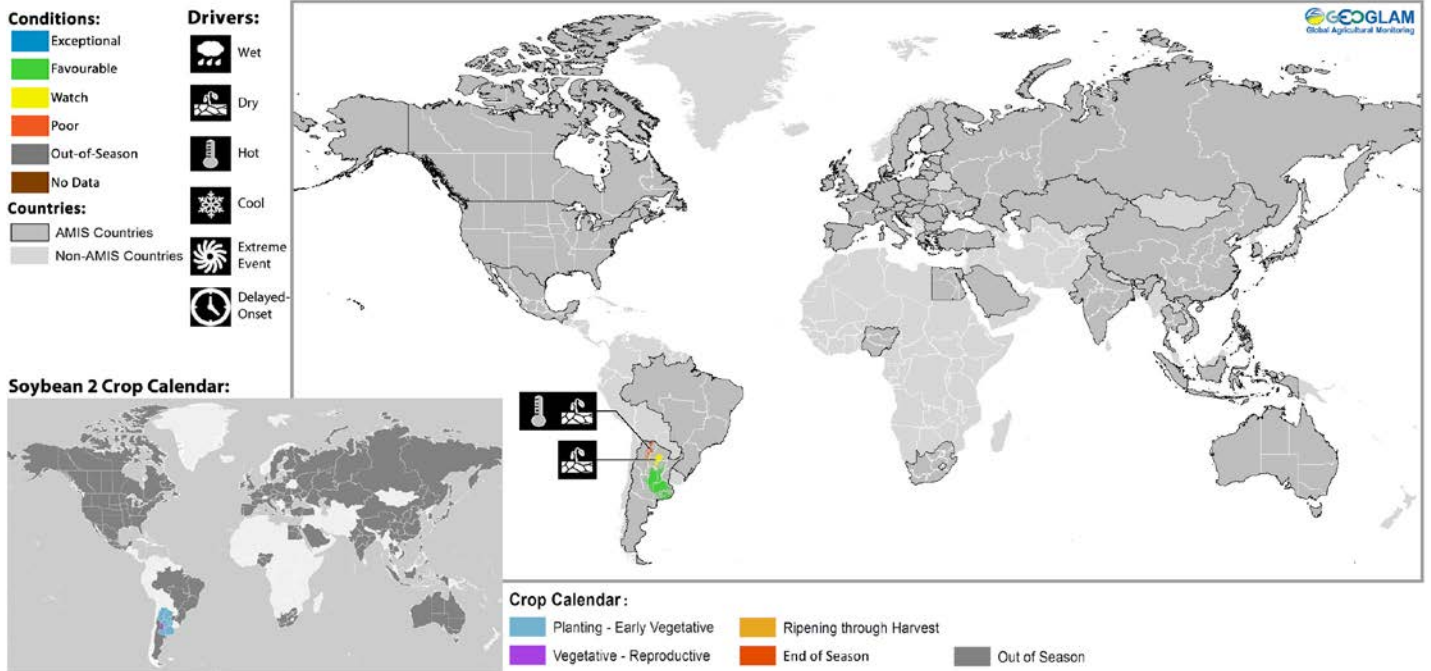 Conditions:
Exceptional
Favourable
Watch
Poor
Out-of-Season
No Data
Countries:
AMIS Countries
Non-AMIS Countries
Drivers:
Wet
Dry
Hot
Cool
Extreme
Event
Delayed-
Onset
GEOGLAM
Global Agricultural Monitoring
Soybean 2 Crop Calendar:
Crop Calendar :
Planting - Early Vegetative
Vegetative - Reproductive
Ripening through Harvest
End of Season
Out of Season